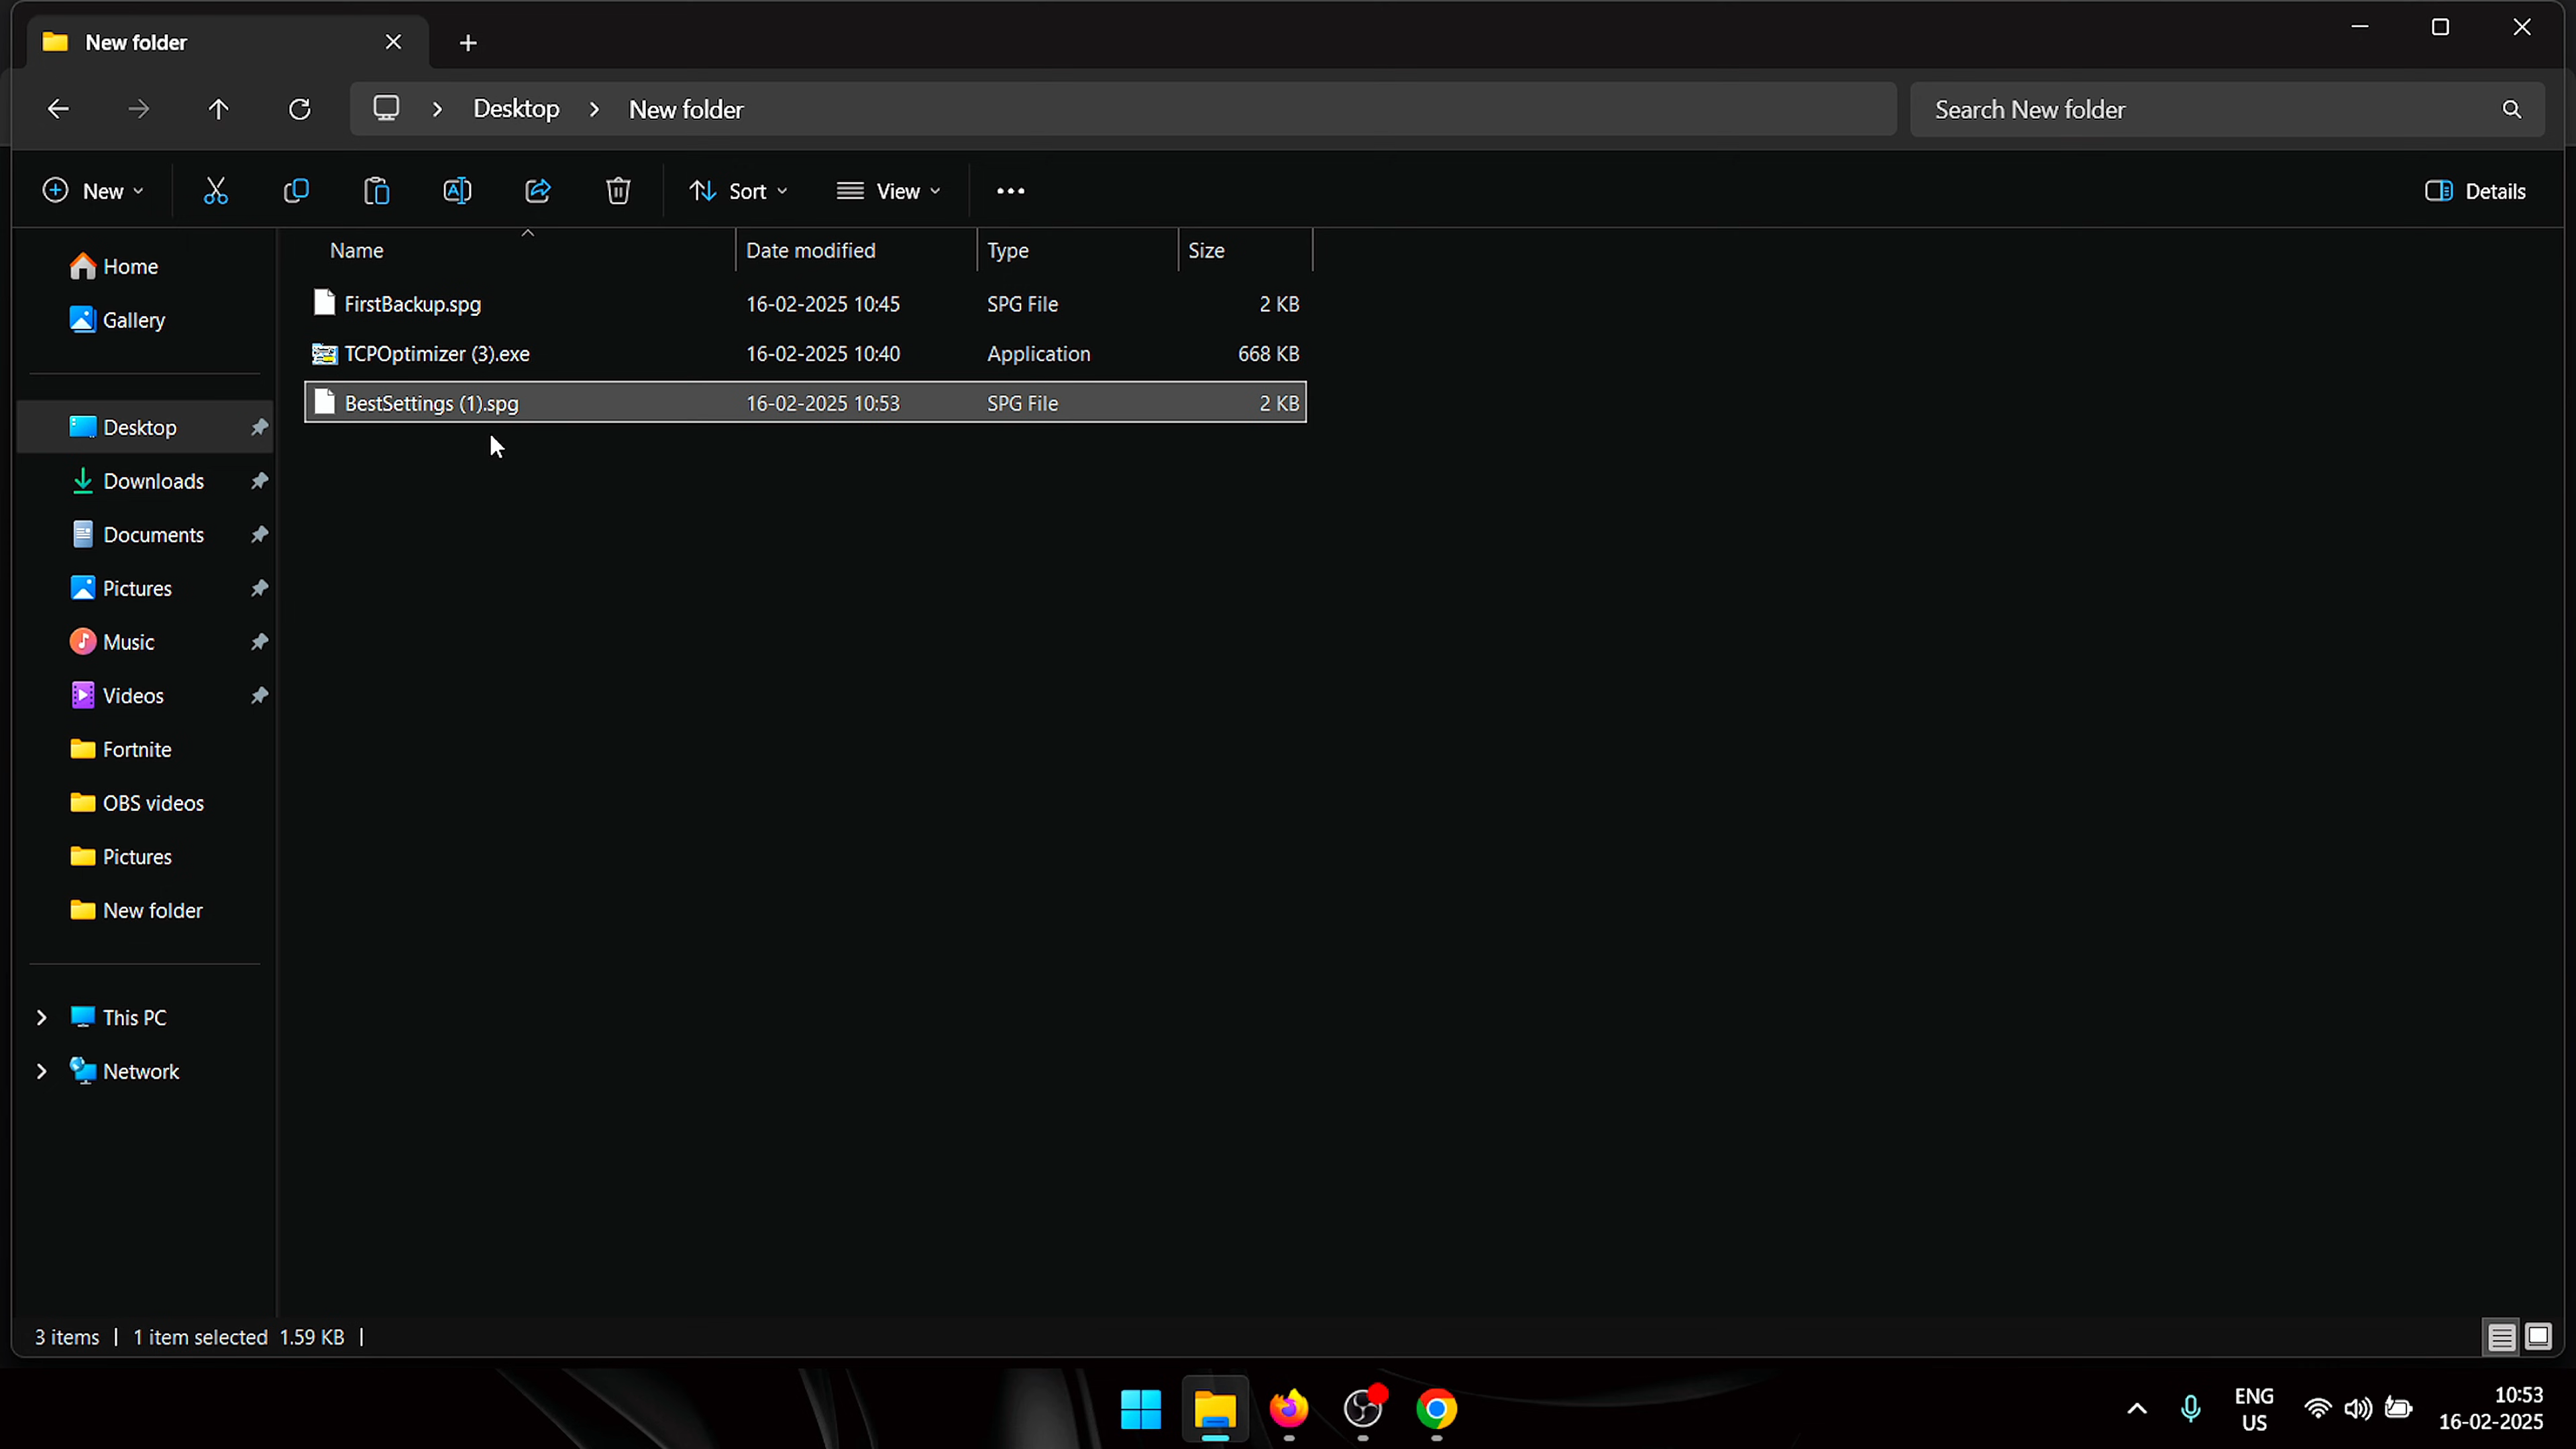 New folder
Desktop New folder
Search New folder
New Sort View Details
Name Date modified Type Size
FirstBackup.spg 16-02-2025 10:45 SPG File 2 KB
TCPOptimizer (3).exe 16-02-2025 10:40 Application 668 KB
BestSettings (1).spg 16-02-2025 10:53 SPG File 2 KB
Home
Gallery
Desktop
Downloads
Documents
Pictures
Music
Videos
Fortnite
OBS videos
Pictures
New folder
This PC
Network
3 items 1 item selected 1.59 KB
ENG 10:53
US 16-02-2025